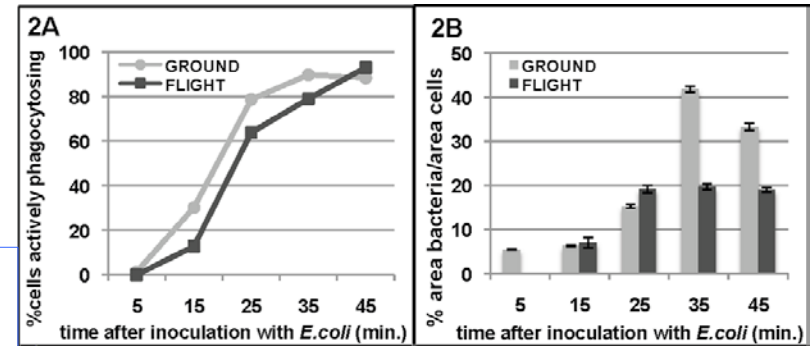 2A
%cells actively phagocytosing
100
80
60
40
20
0
GROUND
FLIGHT
5 15 25 35 45
time after inoculation with E.coli (min.)
2B
% area bacteria/area cells
50
40
30
20
10
0
GROUND
FLIGHT
5 15 25 35 45
time after inoculation with E.coli (min.)